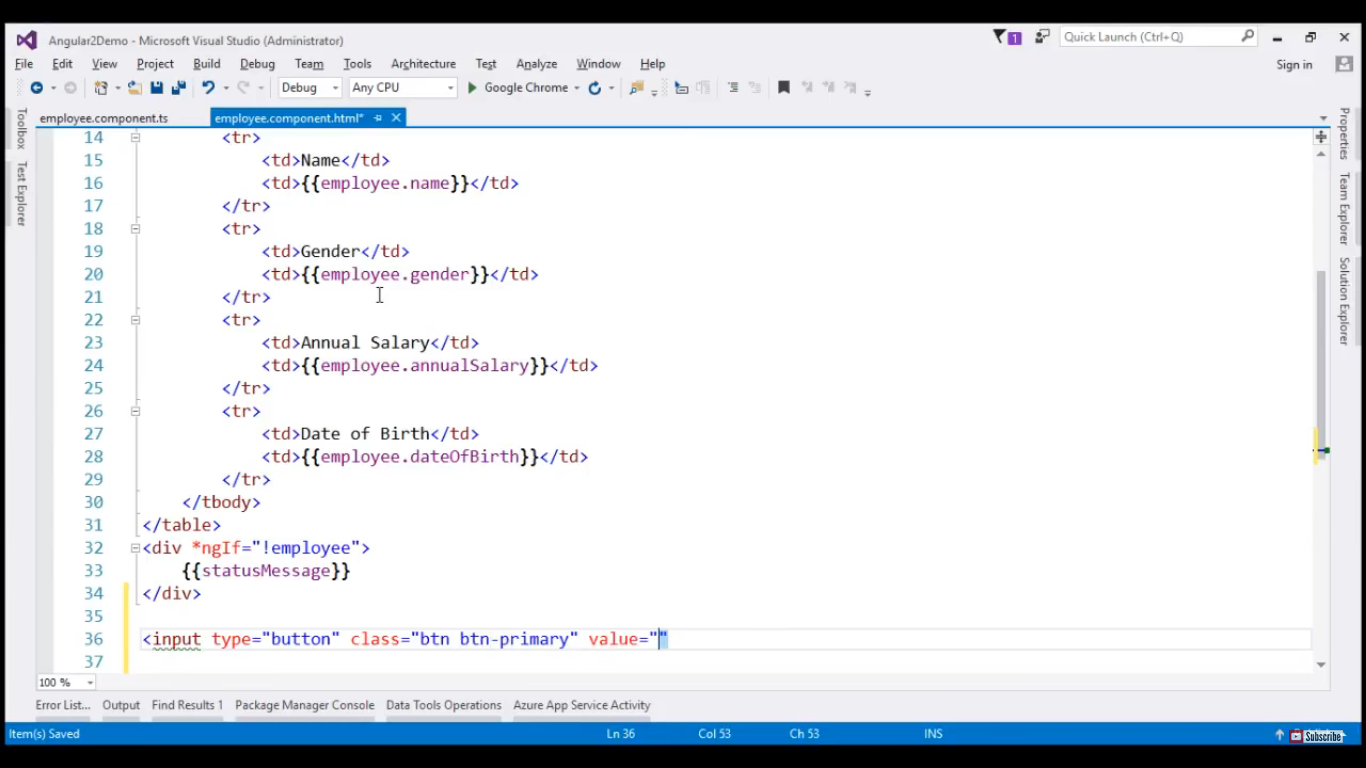 Angular2Demo - Microsoft Visual Studio (Administrator)
1
Quick Launch (Ctrl+Q)
File Edit View Project Build Debug Team Tools Architecture Test Analyze Window Help
Sign in
Debug Any CPU Google Chrome
employee.component.ts employee.component.html*
Toolbox
Test Explorer
Properties
Team Explorer
Solution Explorer
14 <tr>
15 <td>Name</td>
16 <td>{{employee.name}}</td>
17 </tr>
18 <tr>
19 <td>Gender</td>
20 <td>{{employee.gender}}</td>
21 </tr>
22 <tr>
23 <td>Annual Salary</td>
24 <td>{{employee.annualSalary}}</td>
25 </tr>
26 <tr>
27 <td>Date of Birth</td>
28 <td>{{employee.dateOfBirth}}</td>
29 </tr>
30 </tbody>
31 </table>
32 <div *ngIf="!employee">
33 {{statusMessage}}
34 </div>
35
36 <input type="button" class="btn btn-primary" value=""
37
100 %
Error List... Output Find Results 1 Package Manager Console Data Tools Operations Azure App Service Activity
Item(s) Saved Ln 36 Col 53 Ch 53 INS
Subscribe